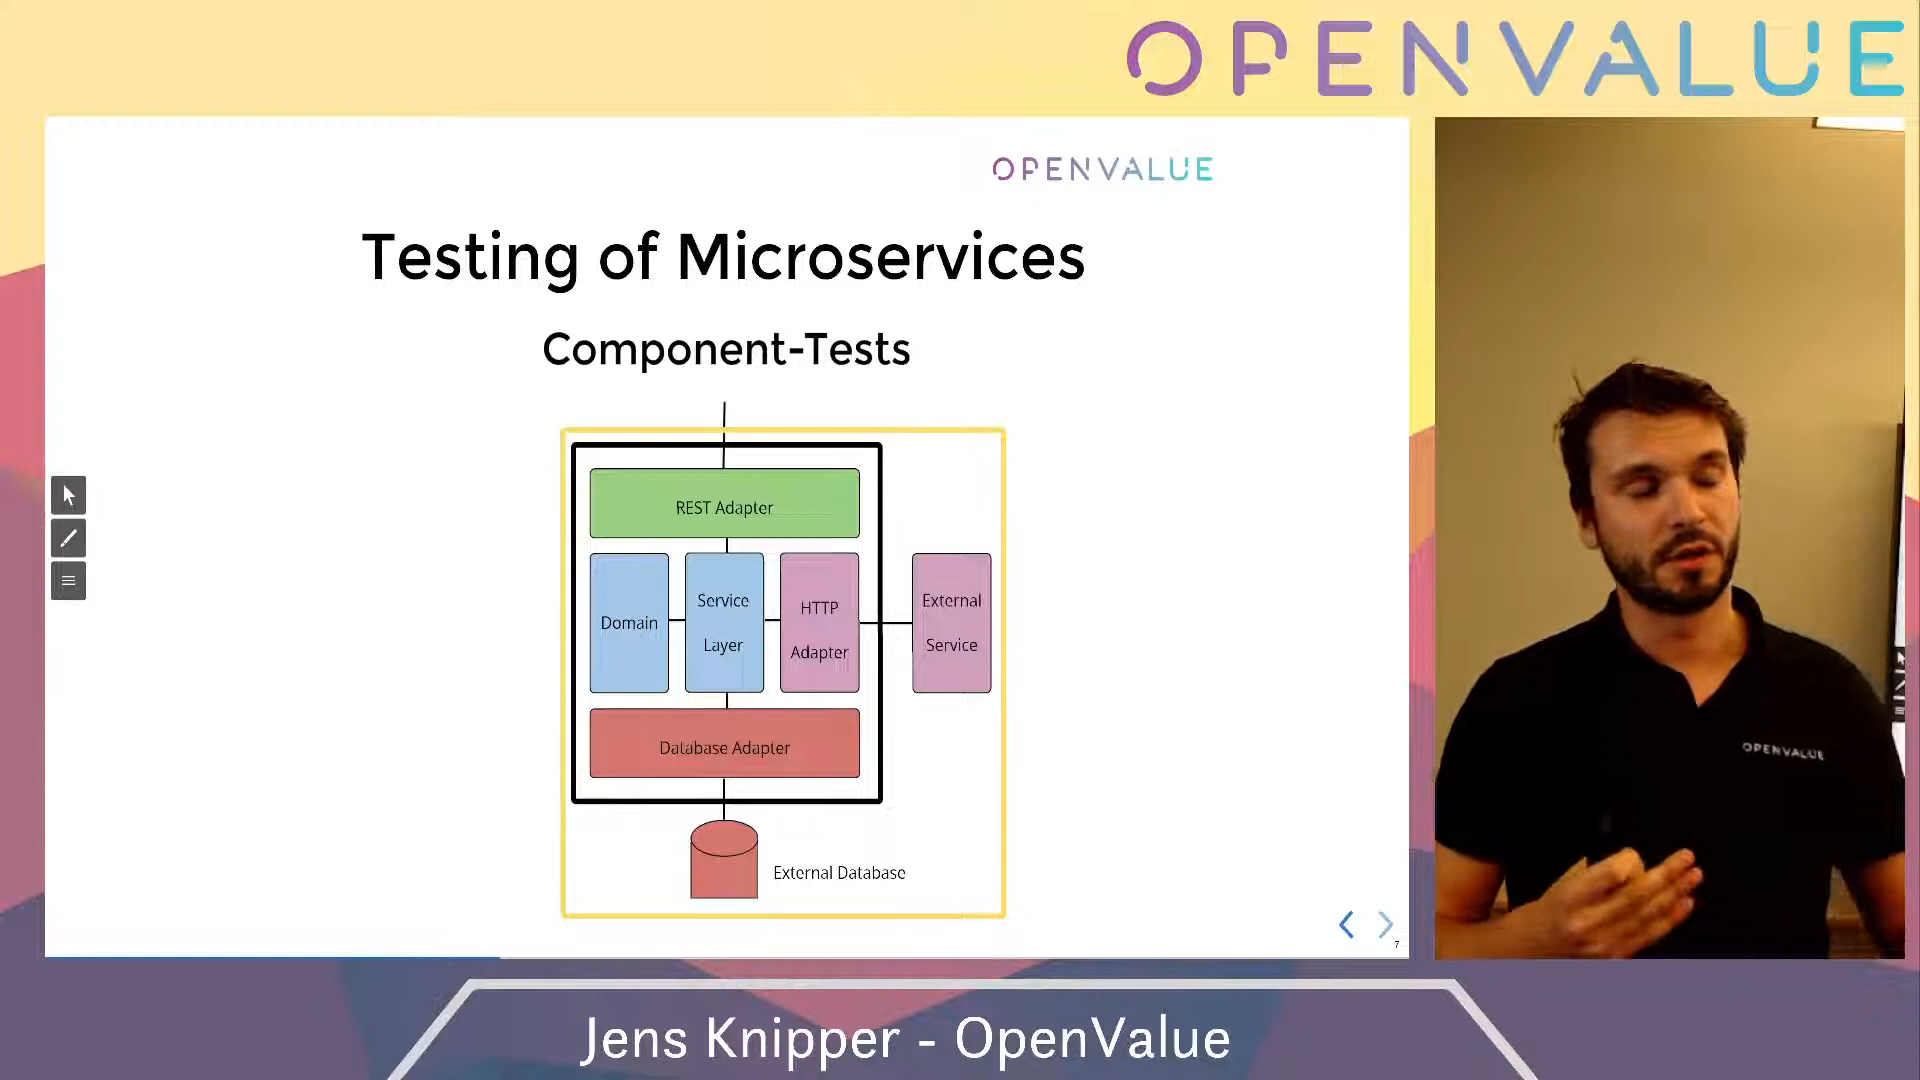 OPENVALUE
OPENVALUE
Testing of Microservices
Component-Tests
REST Adapter
Domain
Service
Layer
HTTP
Adapter
External
Service
Database Adapter
External Database
7
OPENVALUE
Jens Knipper - OpenValue